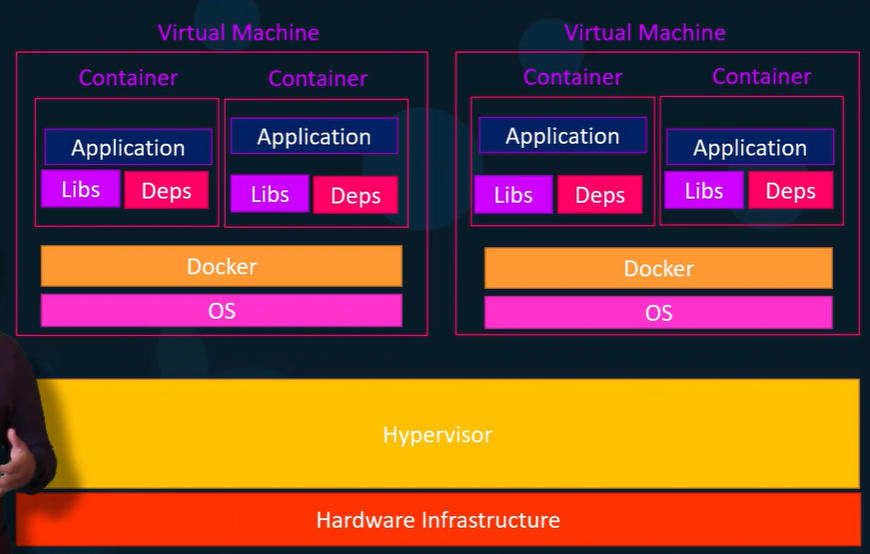 Virtual Machine
Virtual Machine
Container
Container
Container
Container
Application
Application
Application
Application
Libs
Deps
Libs
Deps
Libs
Deps
Libs
Deps
Docker
Docker
OS
OS
Hypervisor
Hardware Infrastructure